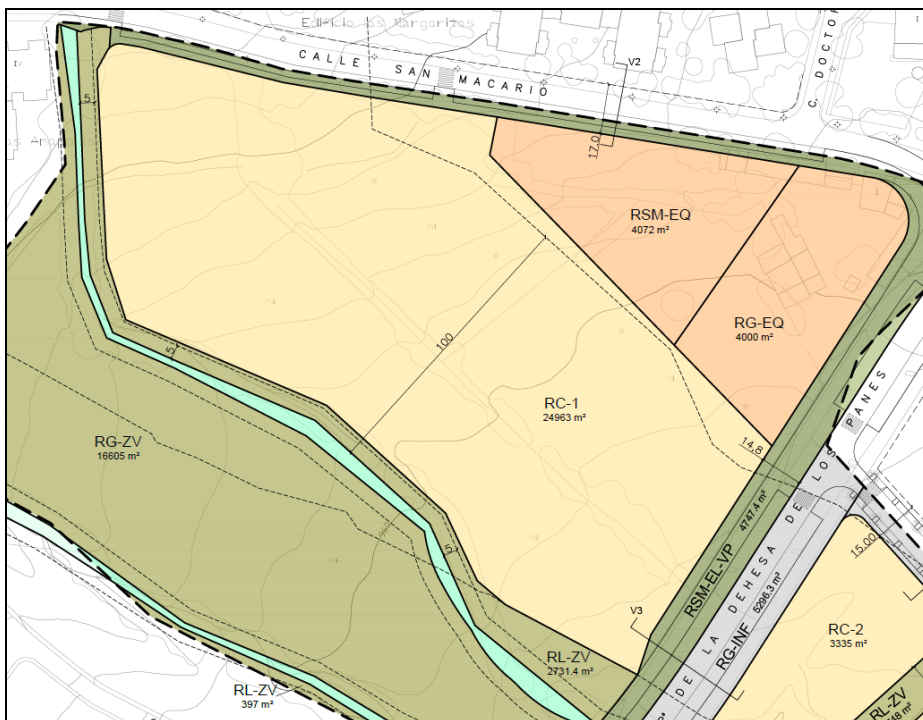 Edificio las Margaritas
CALLE SAN MACARIO
C. DOCTOR
V2
IV
I
5
17.0
RSM-EQ
4072 m²
1
RG-EQ
4000 m²
100
5
RC-1
24963 m²
PANES
RG-ZV
16605 m²
14.8
DE LA DEHESA DE LOS
4747.4 m²
RSM-EL-VP
15.00
5
5296.3 m²
RG-INF
V3
RC-2
3335 m²
RL-ZV
2731.4 m²
RL-ZV
397 m²
RL-ZV